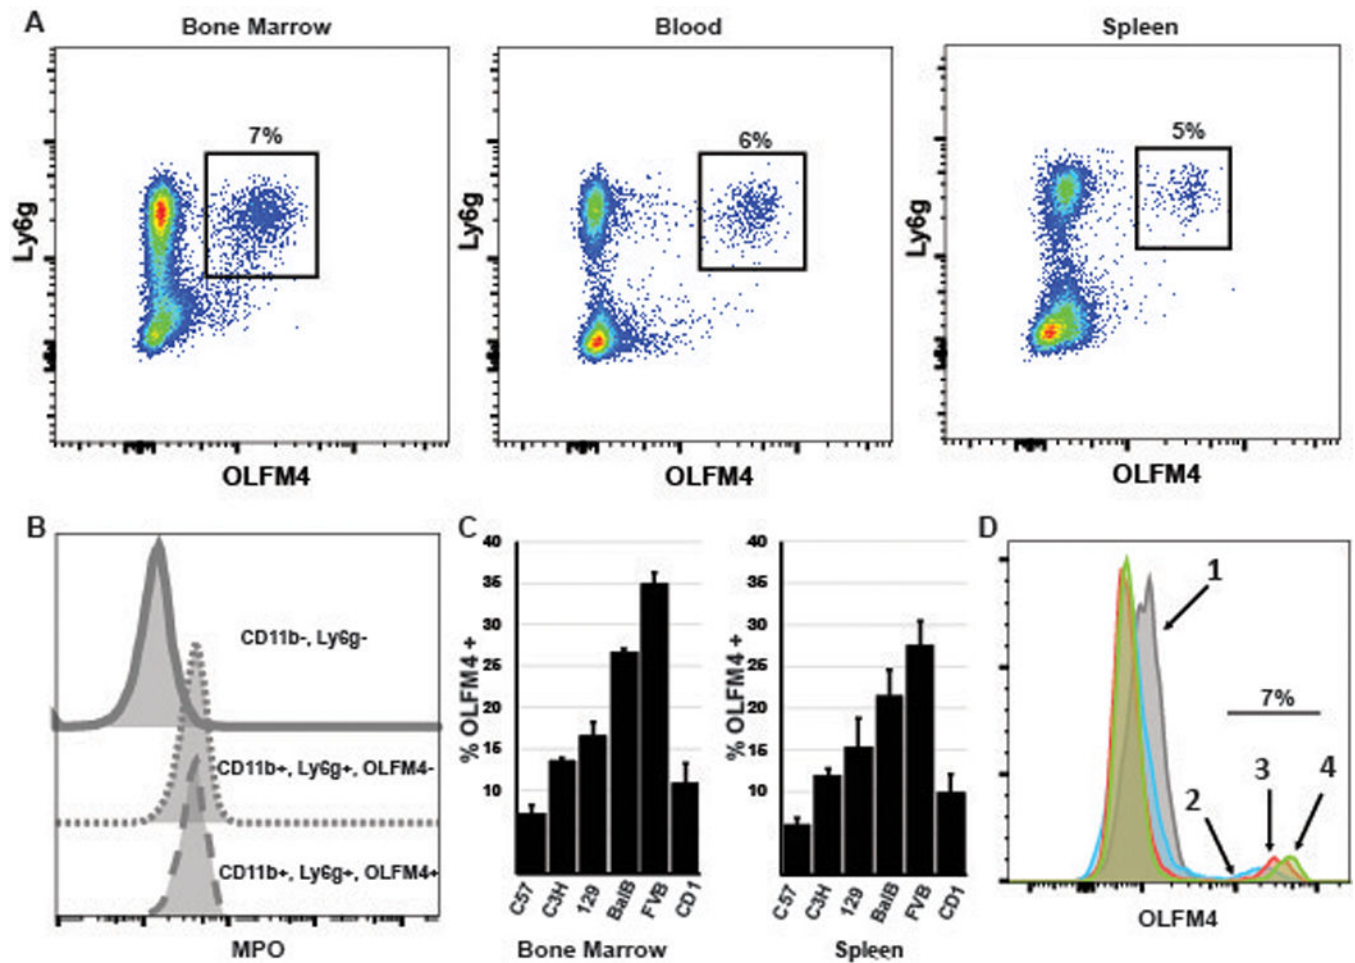 A
Bone Marrow
Blood
Spleen
7%
6%
5%
Ly6g
Ly6g
Ly6g
OLFM4
OLFM4
OLFM4
B
CD11b-, Ly6g-
CD11b+, Ly6g+, OLFM4-
CD11b+, Ly6g+, OLFM4+
MPO
C
% OLFM4 +
40
35
30
25
20
15
10
C57
C3H
129
BalB
FVB
CD1
Bone Marrow
% OLFM4 +
40
35
30
25
20
15
10
C57
C3H
129
BalB
FVB
CD1
Spleen
D
1
7%
2
3
4
OLFM4